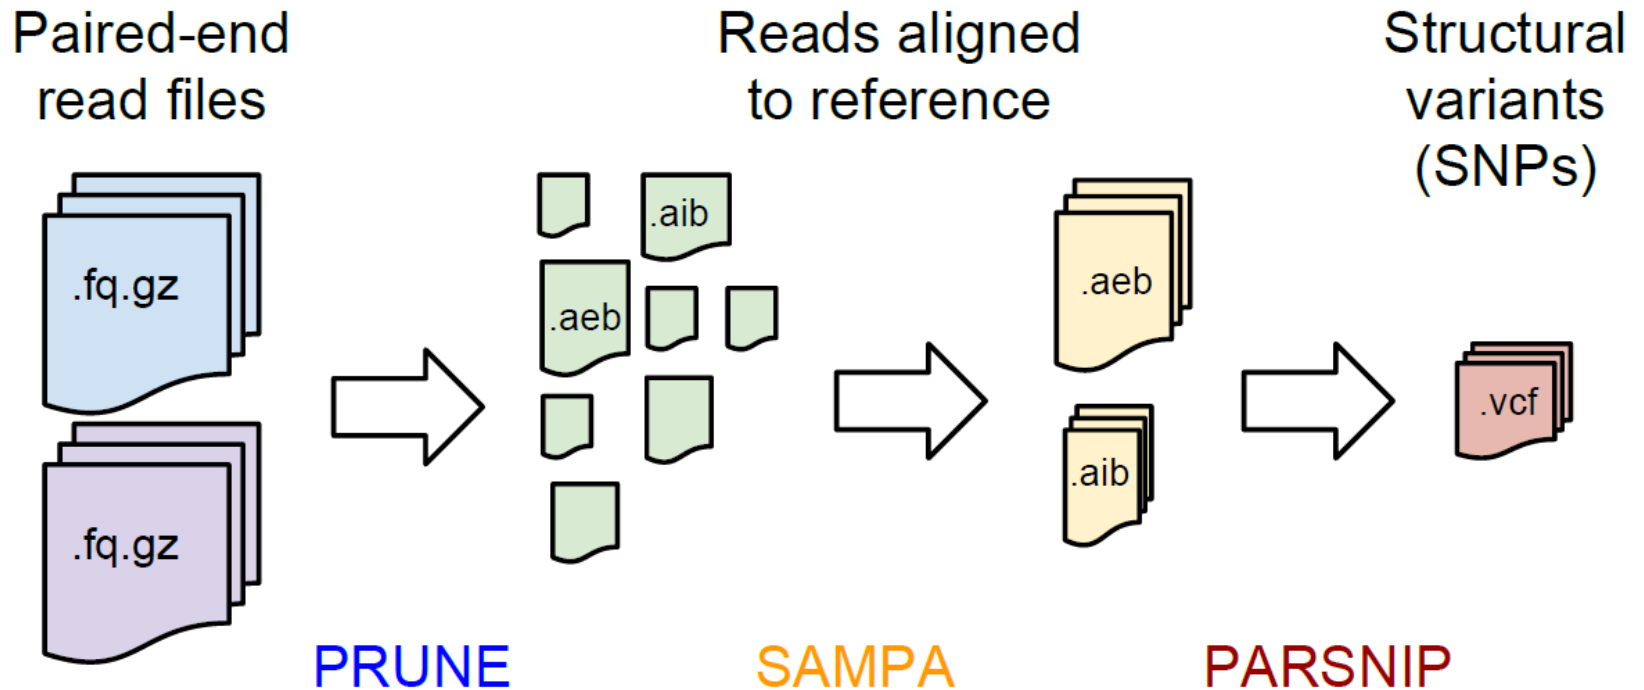 Paired-end
read files
Reads aligned
to reference
Structural
variants
(SNPs)
.fq.gz
.fq.gz
.aib
.aeb
.aeb
.aib
.vcf
PRUNE
SAMPA
PARSNIP